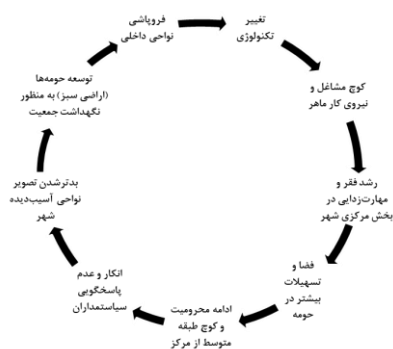 تغییر
تکنولوژی
کوچ مشاغل و
نیروی کار ماهر
رشد فقر و
مهارت‌زدایی در
بخش مرکزی شهر
فضا و
تسهیلات
بیشتر در
حومه
ادامه محرومیت
و کوچ طبقه
متوسط از مرکز
انکار و عدم
پاسخگویی
سیاستمداران
بدترشدن تصویر
نواحی آسیب‌دیده
شهر
توسعه حومه‌ها
(اراضی سبز) به منظور
نگهداشت جمعیت
فروپاشی
نواحی داخلی